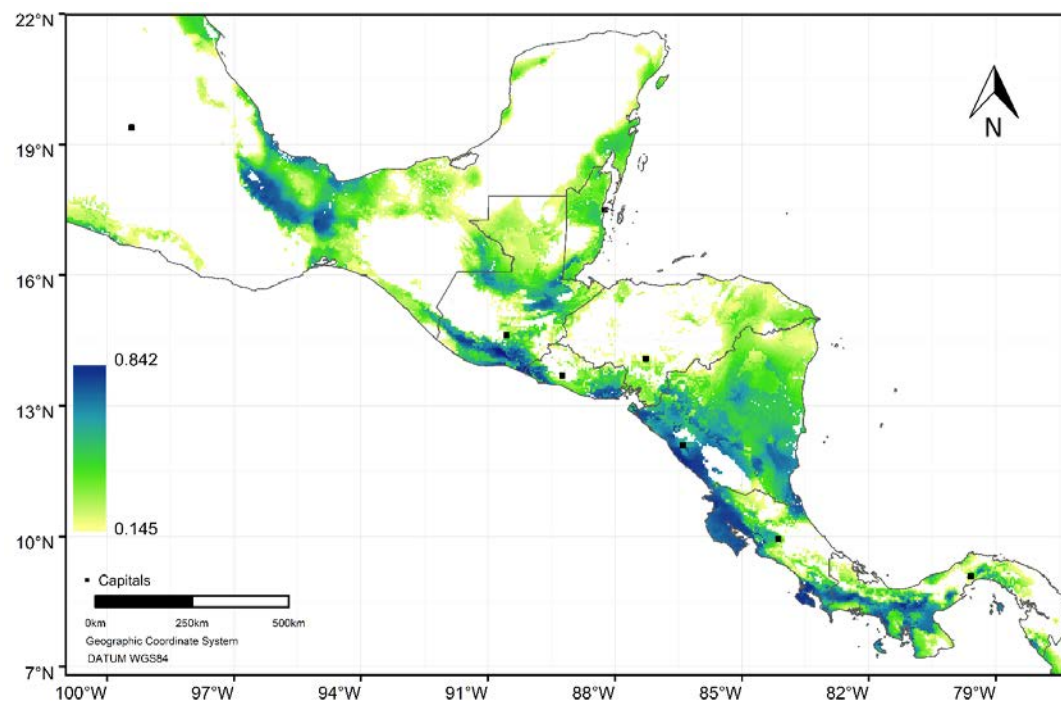 22°N
19°N
16°N
13°N
10°N
7°N
N
0.842
0.145
Capitals
0km 250km 500km
Geographic Coordinate System
DATUM WGS84
100°W 97°W 94°W 91°W 88°W 85°W 82°W 79°W